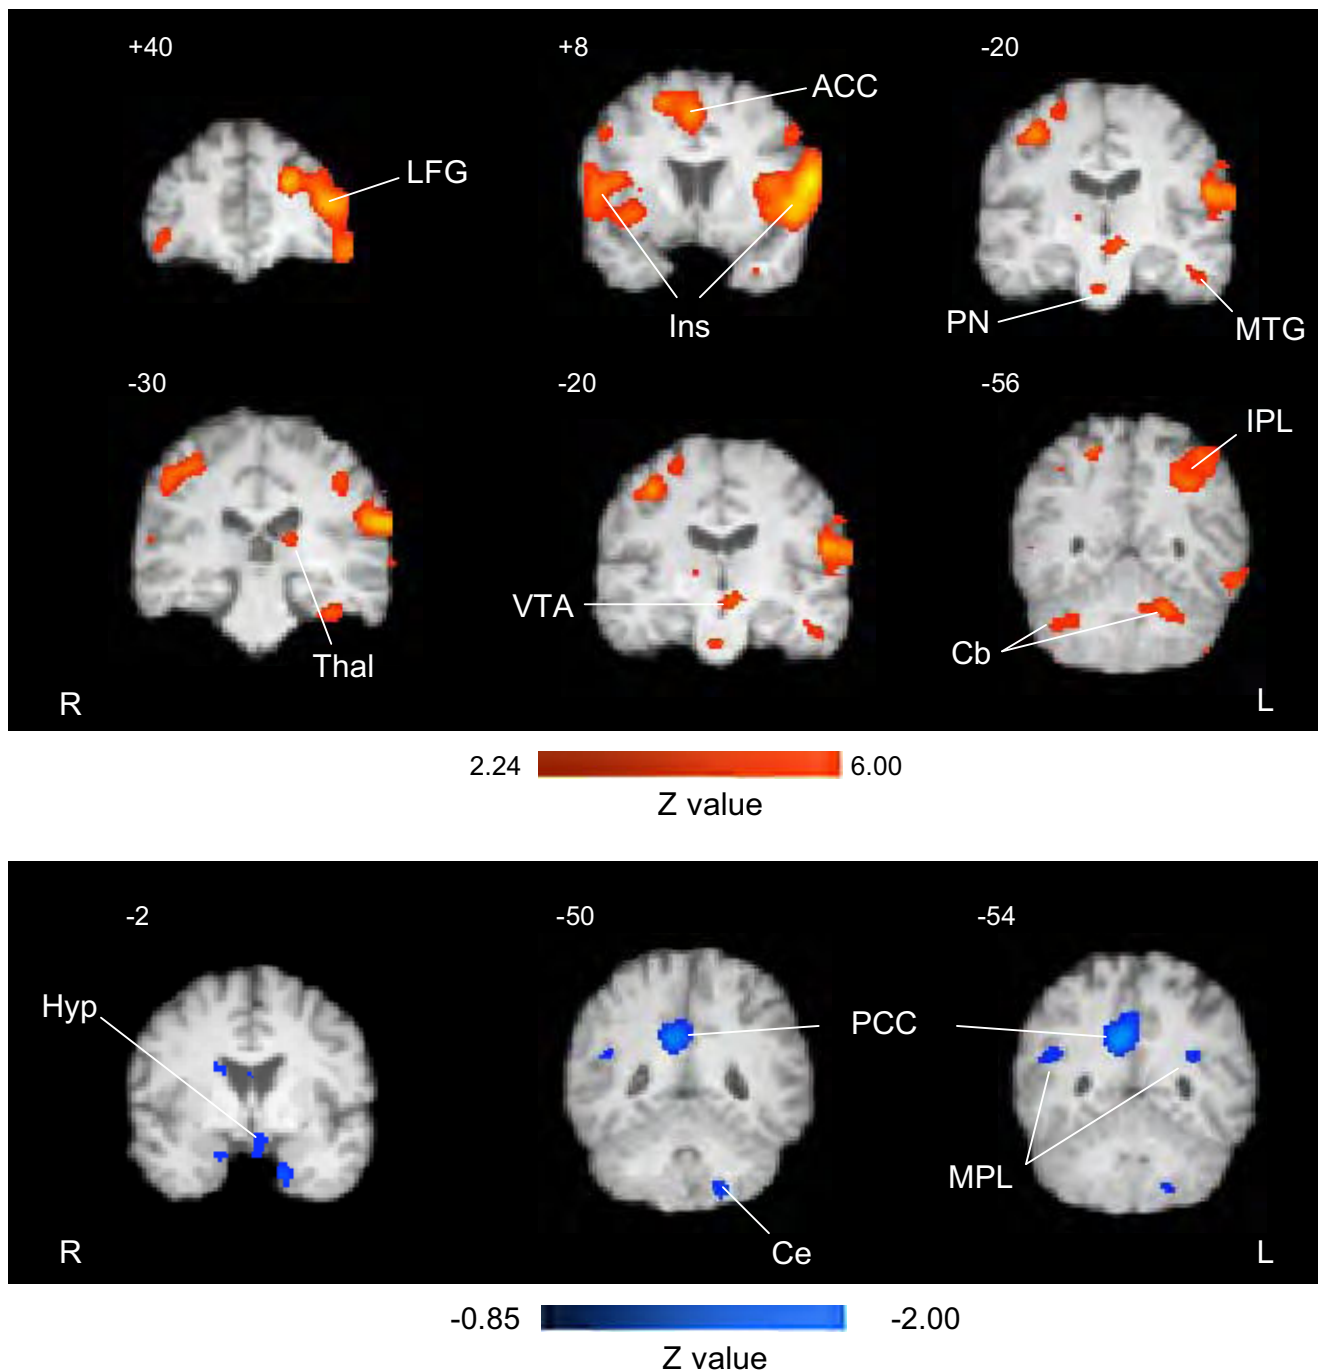 +40
+8
-20
ACC
LFG
Ins
PN
MTG
-30
-20
-56
IPL
VTA
Thal
Cb
R
L
2.24
6.00
Z value
-2
-50
-54
Hyp
PCC
MPL
Ce
R
L
-0.85
-2.00
Z value